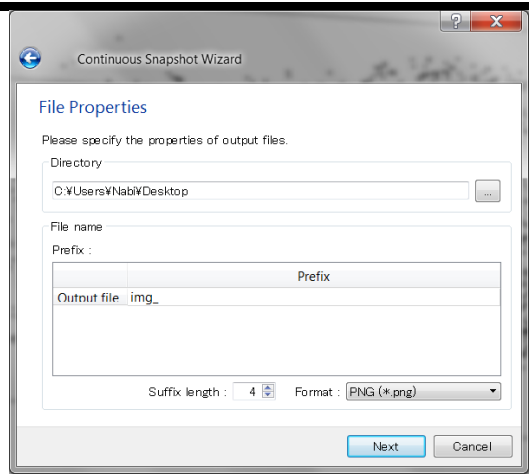 Continuous Snapshot Wizard
File Properties
Please specify the properties of output files.
Directory
C:¥Users¥Nabi¥Desktop
...
File name
Prefix :
Prefix
Output file img_
Suffix length : 4 Format : PNG (*.png)
Next Cancel